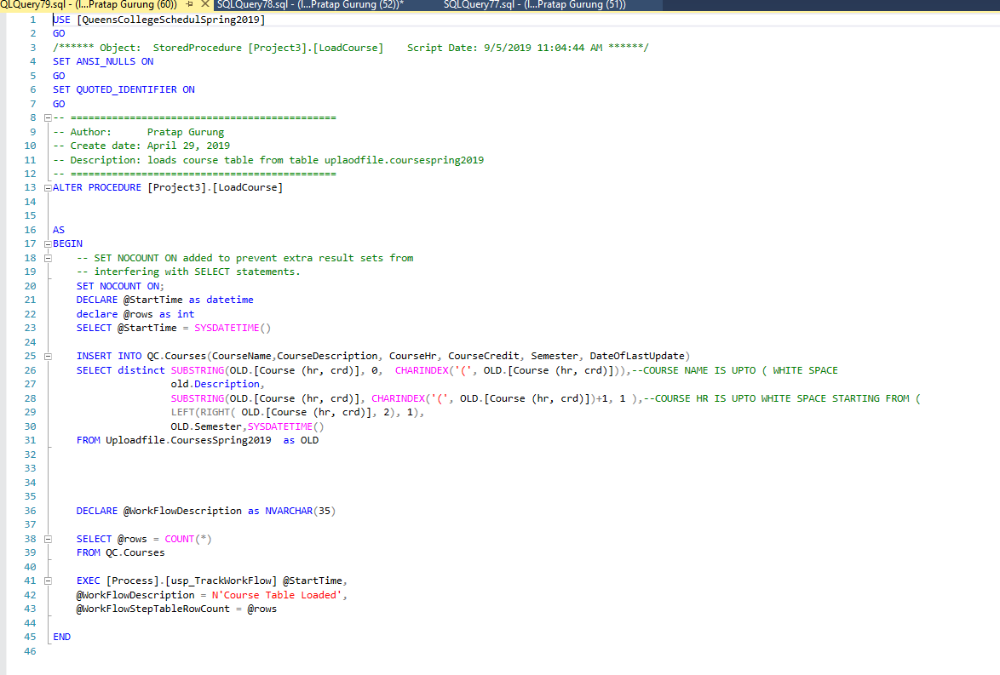 QLQuery79.sql - (l...Pratap Gurung (60)) SQLQuery78.sql - (l...Pratap Gurung (52))* SQLQuery77.sql - (l...Pratap Gurung (51))
1 USE [QueensCollegeSchedulSpring2019]
2 GO
3 /****** Object:  StoredProcedure [Project3].[LoadCourse]    Script Date: 9/5/2019 11:04:44 AM ******/
4 SET ANSI_NULLS ON
5 GO
6 SET QUOTED_IDENTIFIER ON
7 GO
8 -- =============================================
9 -- Author:      Pratap Gurung
10 -- Create date: April 29, 2019
11 -- Description: loads course table from table uplaodfile.coursespring2019
12 -- =============================================
13 ALTER PROCEDURE [Project3].[LoadCourse]
14
15
16 AS
17 BEGIN
18     -- SET NOCOUNT ON added to prevent extra result sets from
19     -- interfering with SELECT statements.
20     SET NOCOUNT ON;
21     DECLARE @StartTime as datetime
22     declare @rows as int
23     SELECT @StartTime = SYSDATETIME()
24
25     INSERT INTO QC.Courses(CourseName,CourseDescription, CourseHr, CourseCredit, Semester, DateOfLastUpdate)
26     SELECT distinct SUBSTRING(OLD.[Course (hr, crd)], 0,  CHARINDEX('(', OLD.[Course (hr, crd)])),--COURSE NAME IS UPTO ( WHITE SPACE
27                     old.Description,
28                     SUBSTRING(OLD.[Course (hr, crd)], CHARINDEX('(', OLD.[Course (hr, crd)])+1, 1 ),--COURSE HR IS UPTO WHITE SPACE STARTING FROM (
29                     LEFT(RIGHT( OLD.[Course (hr, crd)], 2), 1),
30                     OLD.Semester,SYSDATETIME()
31     FROM Uploadfile.CoursesSpring2019  as OLD
32
33
34
35
36     DECLARE @WorkFlowDescription as NVARCHAR(35)
37
38     SELECT @rows = COUNT(*)
39     FROM QC.Courses
40
41     EXEC [Process].[usp_TrackWorkFlow] @StartTime,
42     @WorkFlowDescription = N'Course Table Loaded',
43     @WorkFlowStepTableRowCount = @rows
44
45 END
46